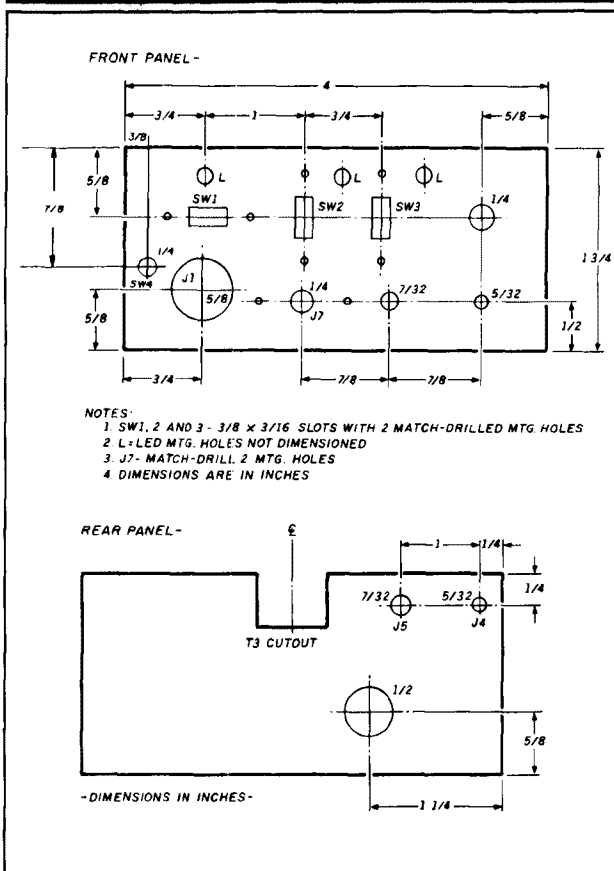 FRONT PANEL-
4
3/4 1 3/4 5/8
3/8
5/8
7/8
L L L
SW1 SW2 SW3 1/4
1/4
SW4
J1
5/8
1/4
J7
7/32 5/32
1 3/4
5/8
1/2
3/4 7/8 7/8
NOTES:
1. SW1, 2 AND 3 - 3/8 x 3/16 SLOTS WITH 2 MATCH-DRILLED MTG. HOLES
2. L = LED MTG. HOLES NOT DIMENSIONED
3. J7- MATCH-DRILL 2 MTG. HOLES
4. DIMENSIONS ARE IN INCHES
REAR PANEL-
℄
1 1/4
1/4
7/32 5/32
J5 J4
T3 CUTOUT
1/2
5/8
-DIMENSIONS IN INCHES-
1 1/4